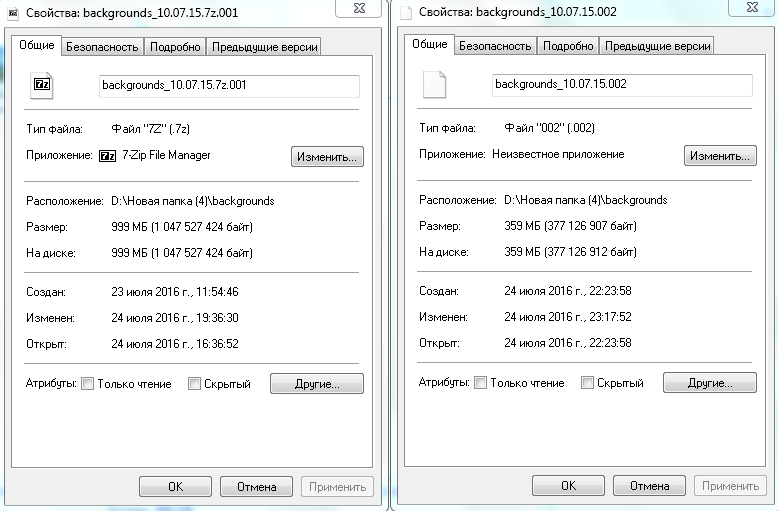 Свойства: backgrounds_10.07.15.7z.001
Общие Безопасность Подробно Предыдущие версии
7z backgrounds_10.07.15.7z.001
Тип файла: Файл "7Z" (.7z)
Приложение: 7z 7-Zip File Manager Изменить...
Расположение: D:\Новая папка (4)\backgrounds
Размер: 999 МБ (1 047 527 424 байт)
На диске: 999 МБ (1 047 527 424 байт)
Создан: 23 июля 2016 г., 11:54:46
Изменен: 24 июля 2016 г., 19:36:30
Открыт: 24 июля 2016 г., 16:36:52
Атрибуты: Только чтение Скрытый Другие...
OK Отмена Применить
Свойства: backgrounds_10.07.15.002
Общие Безопасность Подробно Предыдущие версии
backgrounds_10.07.15.002
Тип файла: Файл "002" (.002)
Приложение: Неизвестное приложение Изменить...
Расположение: D:\Новая папка (4)\backgrounds
Размер: 359 МБ (377 126 907 байт)
На диске: 359 МБ (377 126 912 байт)
Создан: 24 июля 2016 г., 22:23:58
Изменен: 24 июля 2016 г., 23:17:52
Открыт: 24 июля 2016 г., 22:23:58
Атрибуты: Только чтение Скрытый Другие...
OK Отмена Применить